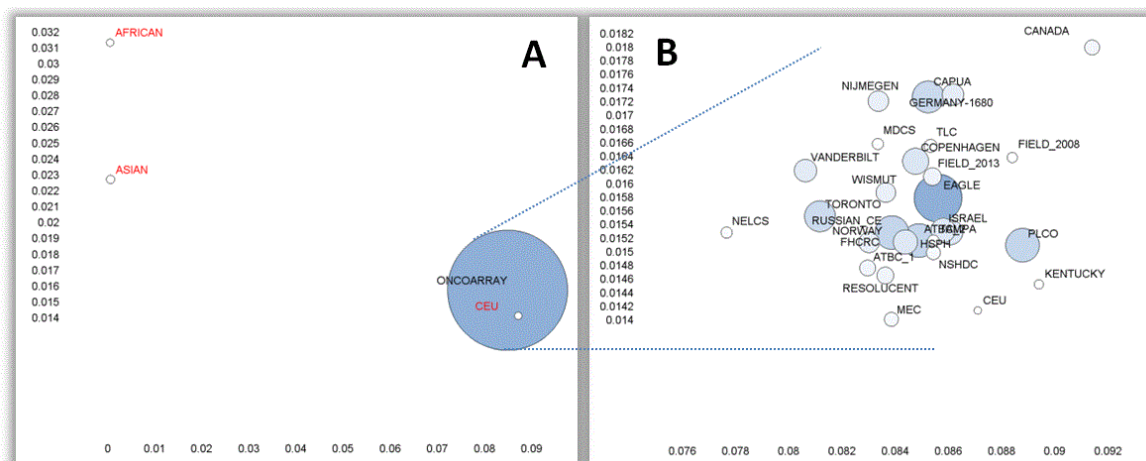 0.032
0.031
0.03
0.029
0.028
0.027
0.026
0.025
0.024
0.023
0.022
0.021
0.02
0.019
0.018
0.017
0.016
0.015
0.014
AFRICAN
ASIAN
ONCOARRAY
CEU
A
0 0.01 0.02 0.03 0.04 0.05 0.06 0.07 0.08 0.09
B
0.0182
0.018
0.0176
0.0174
0.0172
0.017
0.0168
0.0166
0.0164
0.0162
0.016
0.0158
0.0156
0.0154
0.0152
0.015
0.0148
0.0146
0.0144
0.0142
0.014
CANADA
NIJMEGEN
CAPUA
GERMANY-1680
MDCS
TLC
COPENHAGEN
FIELD_2008
VANDERBILT
FIELD_2013
WISMUT
EAGLE
TORONTO
NELCS
RUSSIAN_CE
ISRAEL
NORWAY
PLCO
FHCRC
HSPH
ATBC_1
NSHDC
RESOLUCENT
KENTUCKY
MEC
CEU
0.076 0.078 0.08 0.082 0.084 0.086 0.088 0.09 0.092